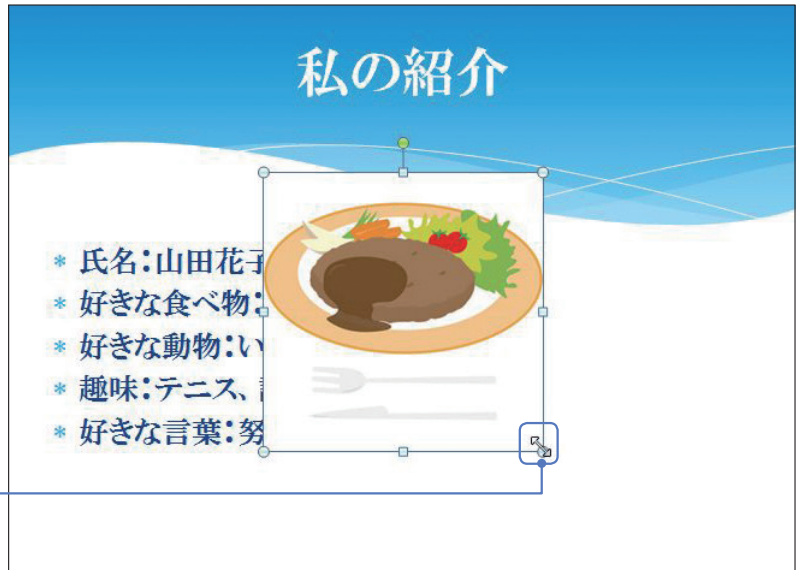 私の紹介
* 氏名：山田花子
* 好きな食べ物：
* 好きな動物：い
* 趣味：テニス、
* 好きな言葉：努